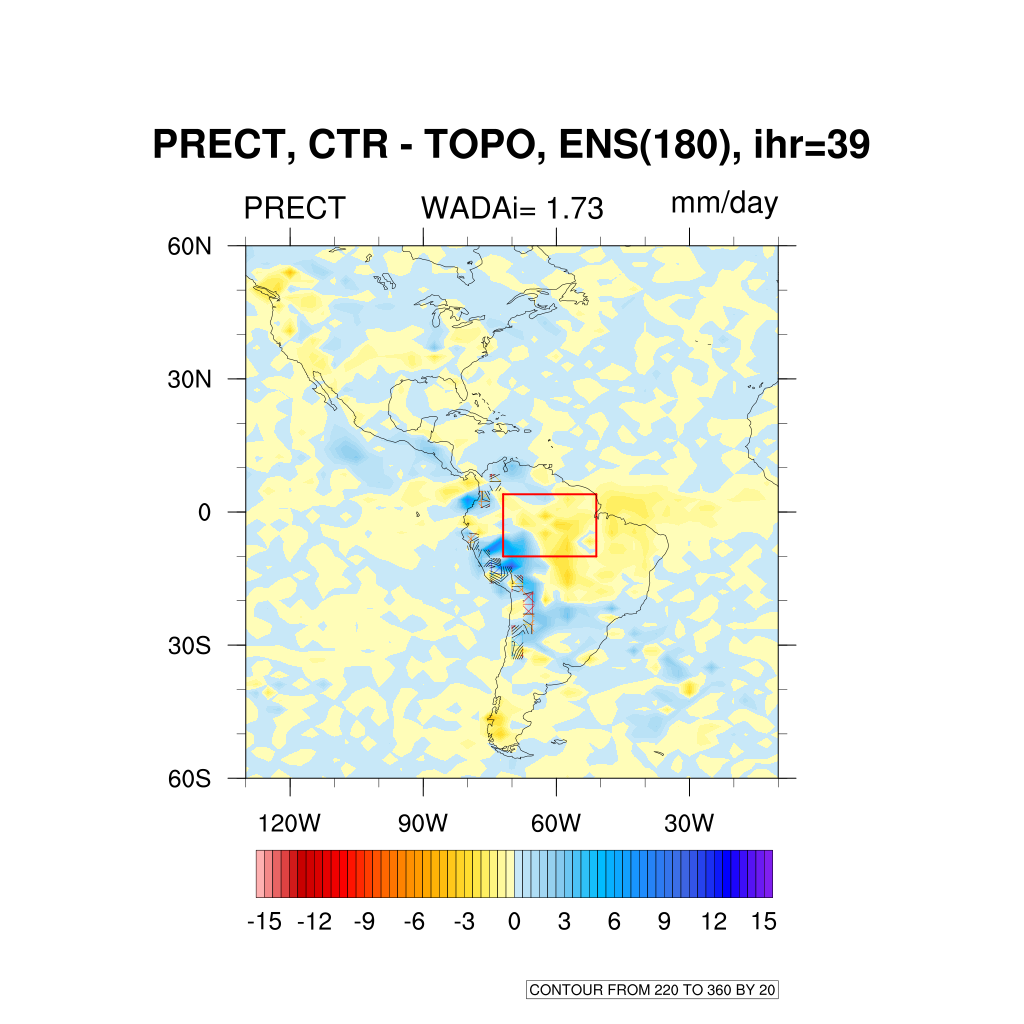 PRECT, CTR - TOPO, ENS(180), ihr=39
PRECT WADAi= 1.73 mm/day
60N
30N
0
30S
60S
120W 90W 60W 30W
-15 -12 -9 -6 -3 0 3 6 9 12 15
CONTOUR FROM 220 TO 360 BY 20